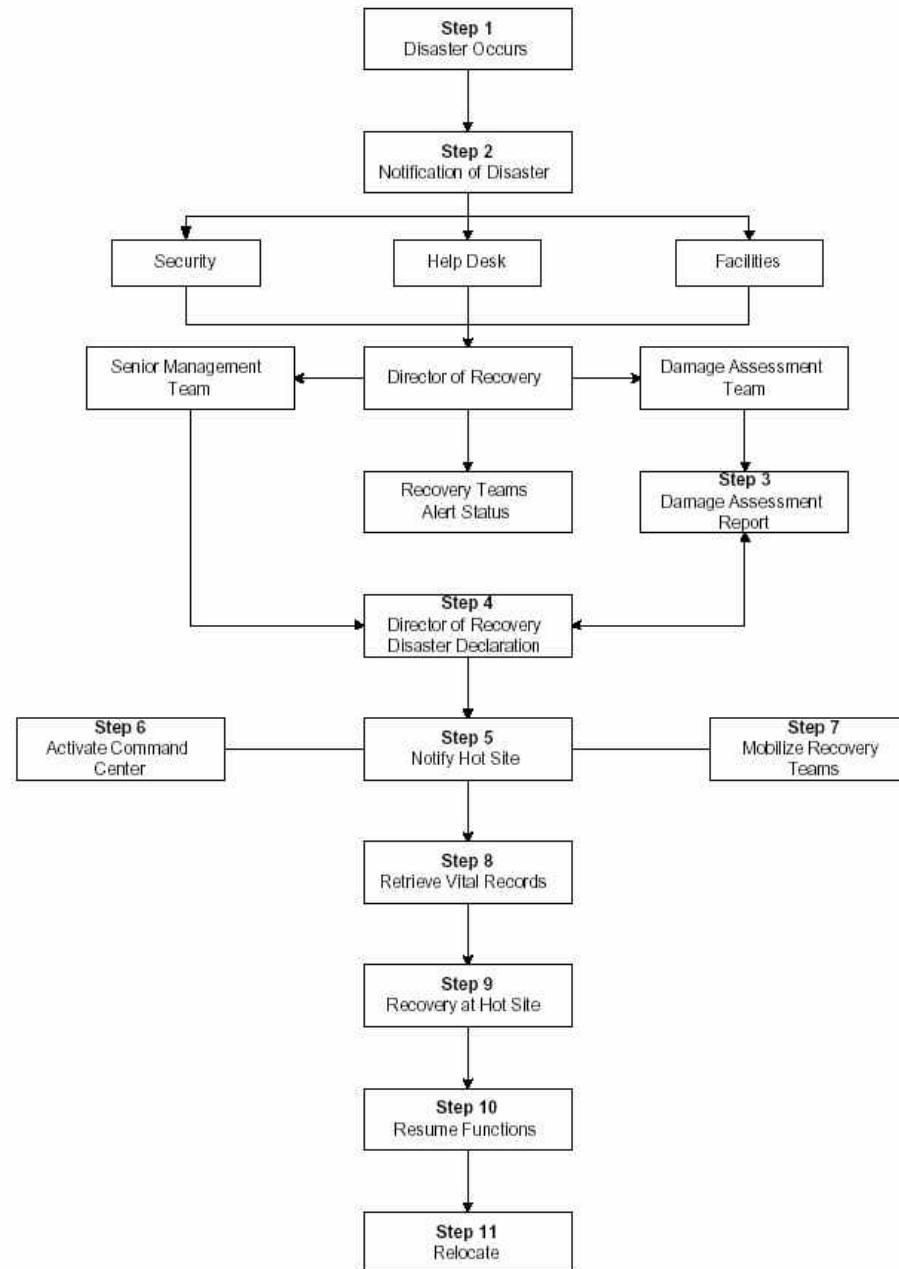 Step 1
Disaster Occurs
Step 2
Notification of Disaster
Security
Help Desk
Facilities
Senior Management
Team
Director of Recovery
Damage Assessment
Team
Recovery Teams
Alert Status
Step 3
Damage Assessment
Report
Step 4
Director of Recovery
Disaster Declaration
Step 6
Activate Command
Center
Step 5
Notify Hot Site
Step 7
Mobilize Recovery
Teams
Step 8
Retrieve Vital Records
Step 9
Recovery at Hot Site
Step 10
Resume Functions
Step 11
Relocate